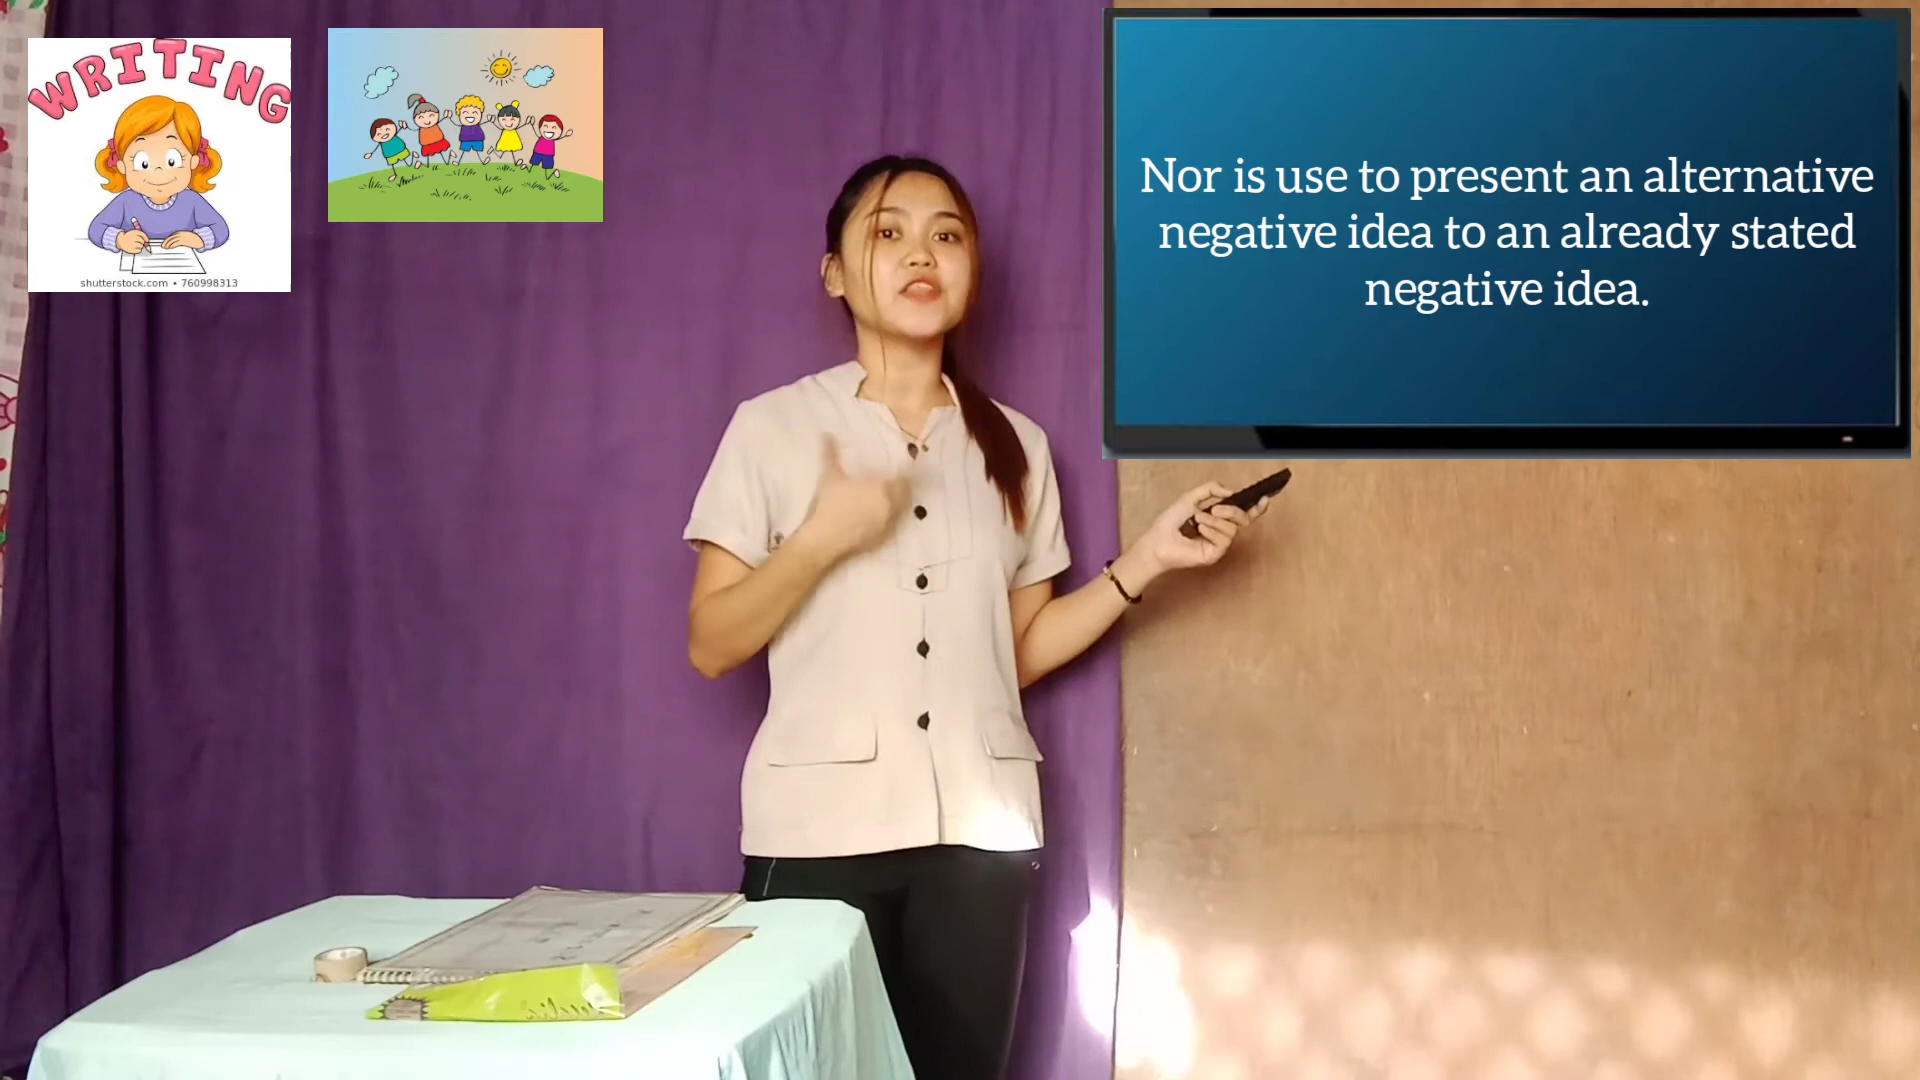 WRITING
shutterstock.com • 760998313
Nor is use to present an alternative
negative idea to an already stated
negative idea.